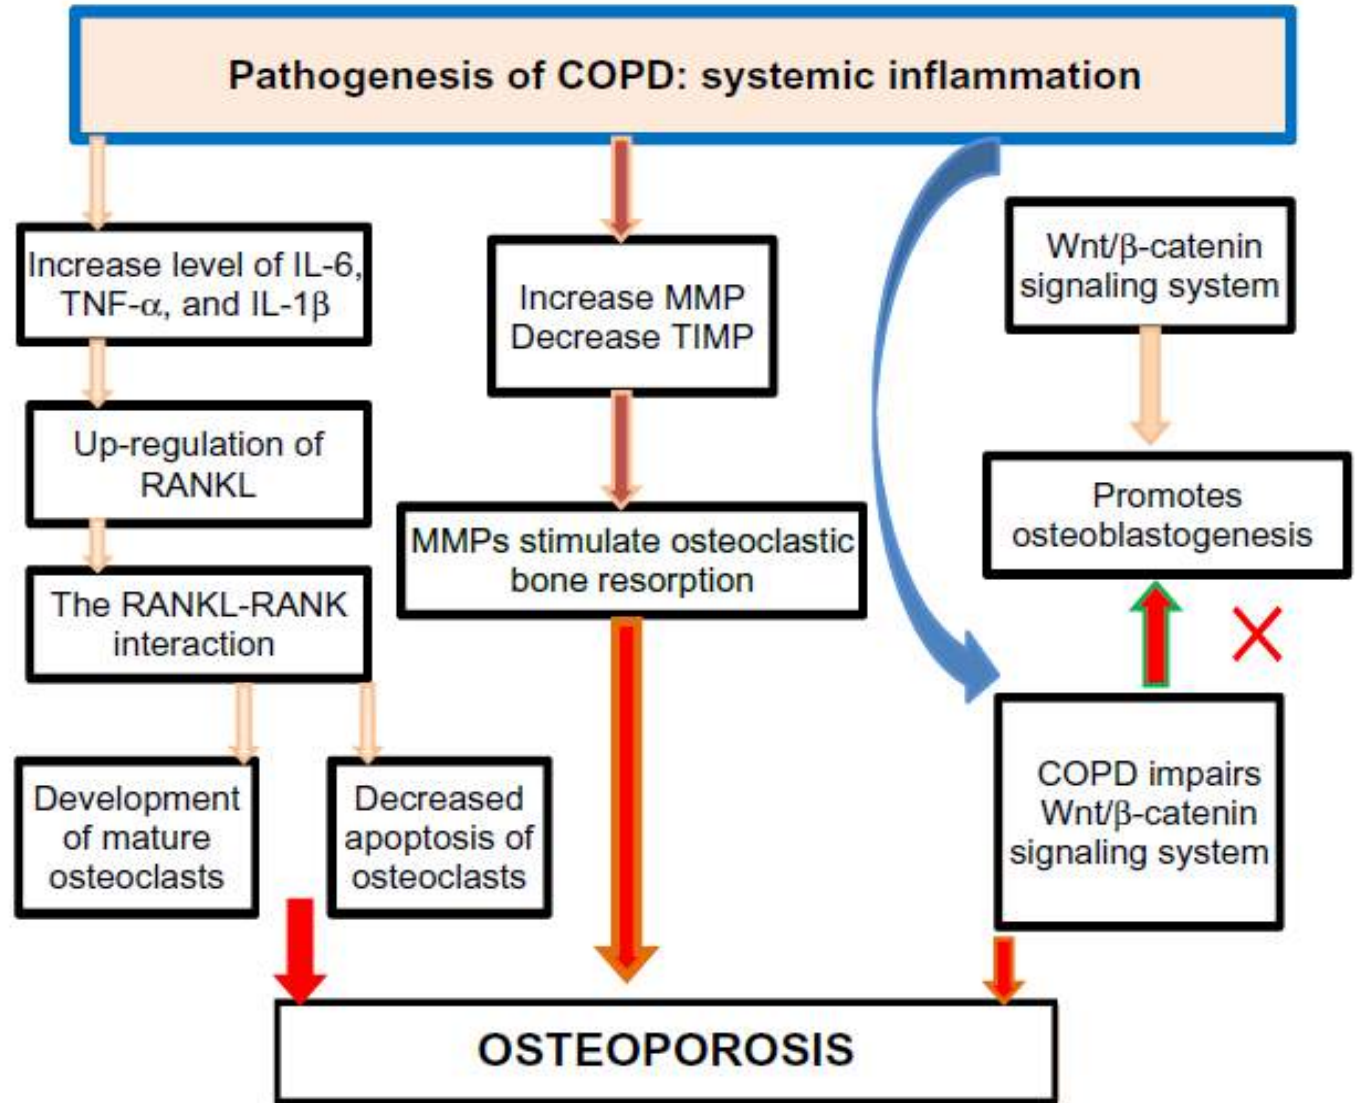 Pathogenesis of COPD: systemic inflammation
Increase level of IL-6,
TNF-α, and IL-1β
Up-regulation of
RANKL
The RANKL-RANK
interaction
Development
of mature
osteoclasts
Decreased
apoptosis of
osteoclasts
Increase MMP
Decrease TIMP
MMPs stimulate osteoclastic
bone resorption
Wnt/β-catenin
signaling system
Promotes
osteoblastogenesis
COPD impairs
Wnt/β-catenin
signaling system
OSTEOPOROSIS